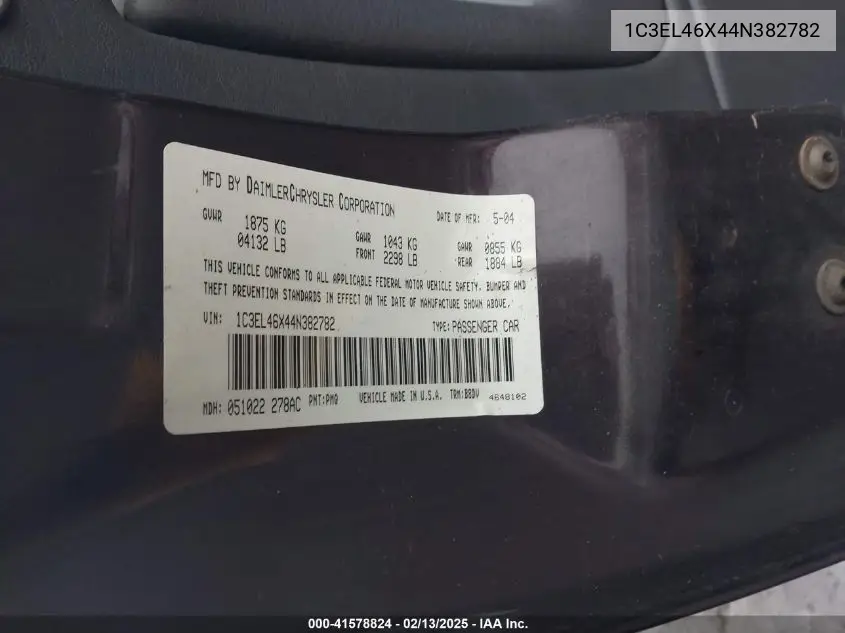 1C3EL46X44N382782
MFD BY DAIMLERCHRYSLER CORPORATION
DATE OF MFR: 5-04
GVWR 1875 KG
04132 LB
GAWR FRONT 1043 KG
2298 LB
GAWR REAR 0855 KG
1884 LB
THIS VEHICLE CONFORMS TO ALL APPLICABLE FEDERAL MOTOR VEHICLE SAFETY, BUMPER AND
THEFT PREVENTION STANDARDS IN EFFECT ON THE DATE OF MANUFACTURE SHOWN ABOVE.
VIN: 1C3EL46X44N382782 TYPE: PASSENGER CAR
MDH: 051022 278AC PNT: PMQ VEHICLE MADE IN U.S.A. TRM: B8DV 4648102
000-41578824 - 02/13/2025 - IAA Inc.